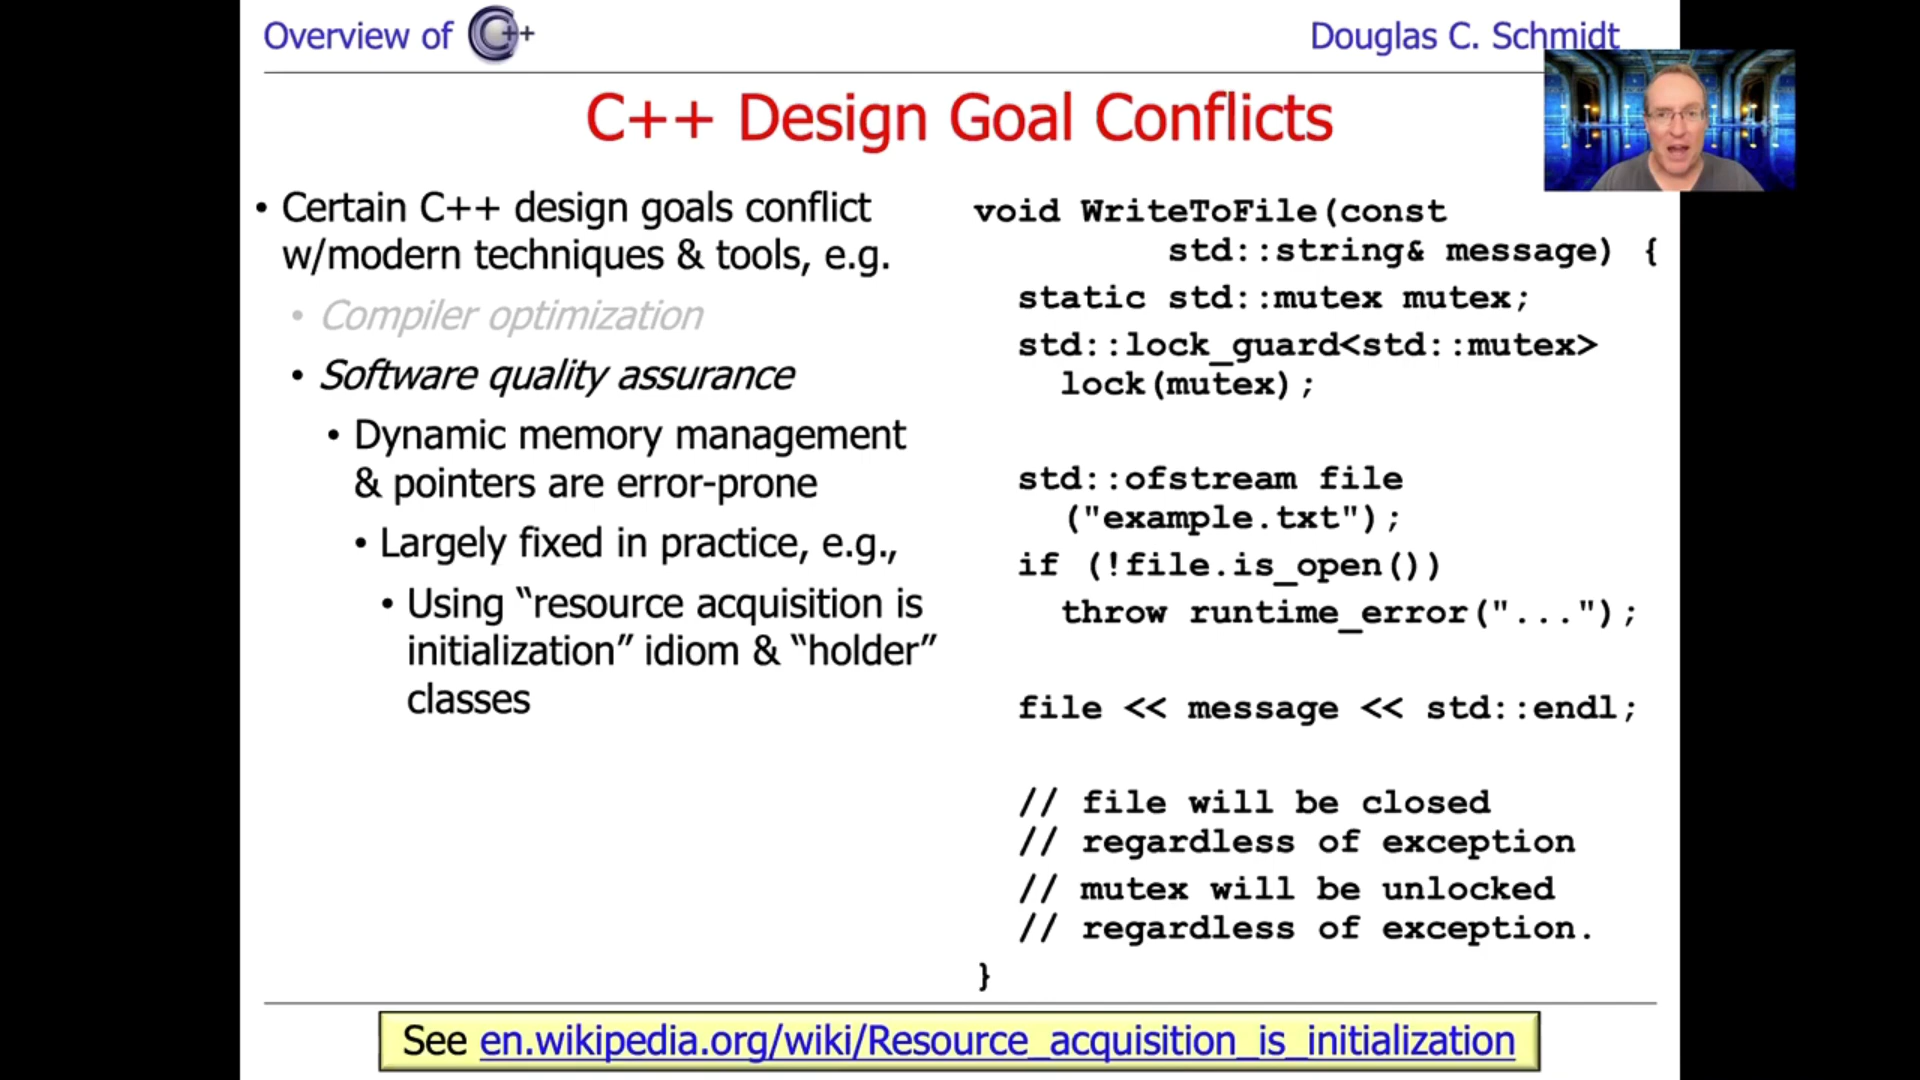 Overview of C++
Douglas C. Schmidt
C++ Design Goal Conflicts
• Certain C++ design goals conflict
w/modern techniques & tools, e.g.
• Compiler optimization
• Software quality assurance
• Dynamic memory management
& pointers are error-prone
• Largely fixed in practice, e.g.,
• Using “resource acquisition is
initialization” idiom & “holder”
classes
void WriteToFile(const
std::string& message) {
static std::mutex mutex;
std::lock_guard<std::mutex>
lock(mutex);
std::ofstream file
("example.txt");
if (!file.is_open())
throw runtime_error("...");
file << message << std::endl;
// file will be closed
// regardless of exception
// mutex will be unlocked
// regardless of exception.
}
See en.wikipedia.org/wiki/Resource_acquisition_is_initialization